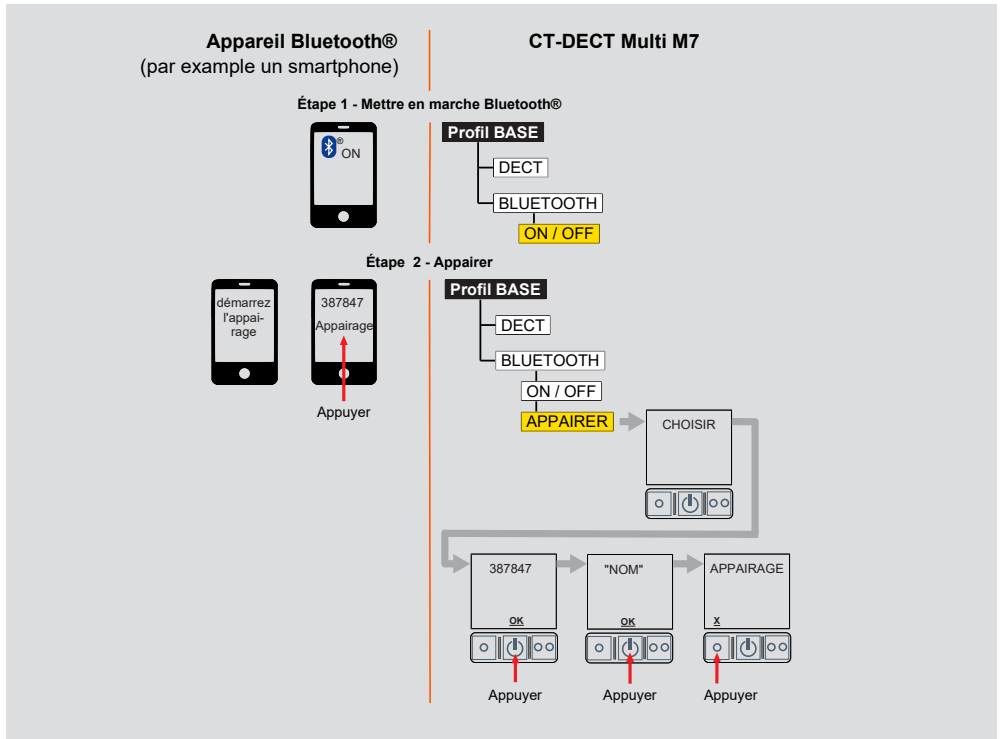 Appareil Bluetooth®
(par example un smartphone)
CT-DECT Multi M7
Étape 1 - Mettre en marche Bluetooth®
® ON
Profil BASE
DECT
BLUETOOTH
ON / OFF
Étape 2 - Appairer
démarrez
l'appai-
rage
387847
Appairage
Appuyer
Profil BASE
DECT
BLUETOOTH
ON / OFF
APPAIRER
CHOISIR
387847
OK
Appuyer
"NOM"
OK
Appuyer
APPAIRAGE
X
Appuyer